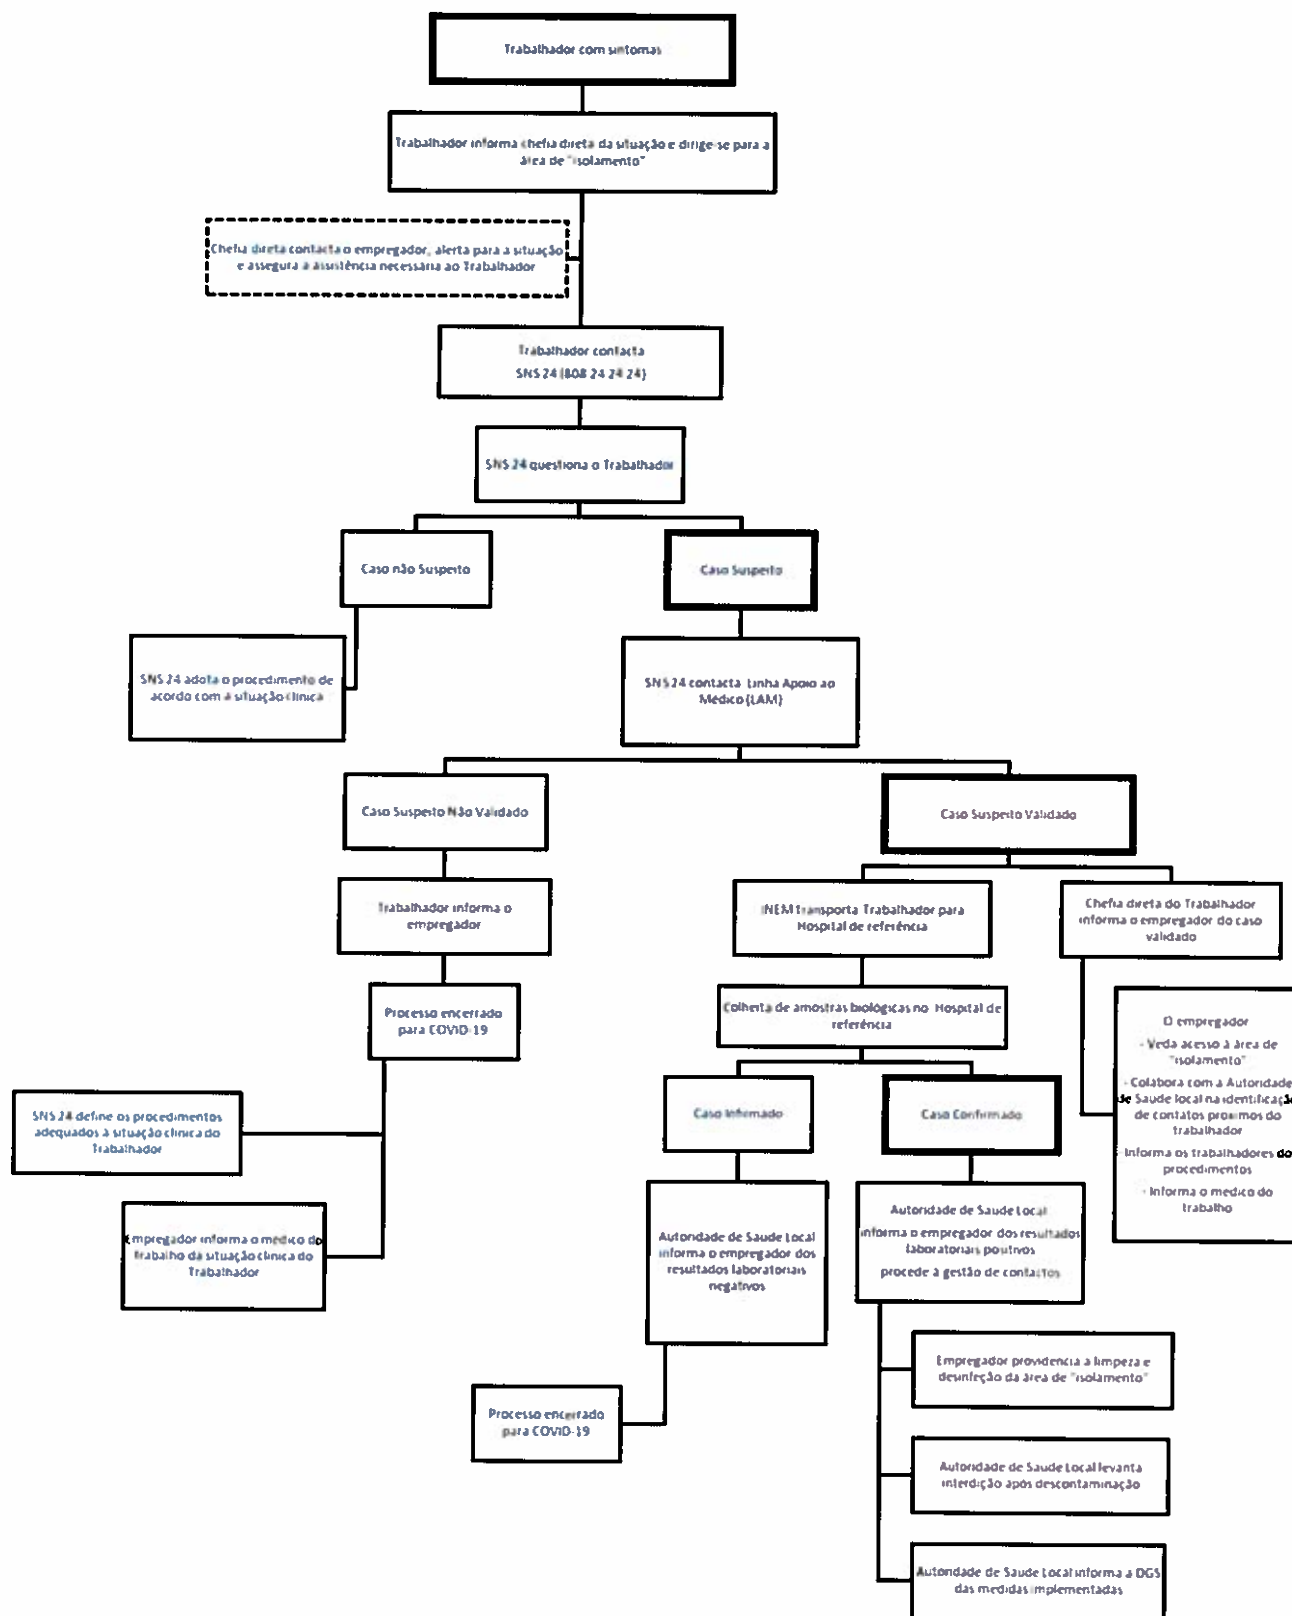 Trabalhador com sintomas
Trabalhador informa chefia direta da situação e dirige-se para a
área de "isolamento"
Chefia direta contacta o empregador, alerta para a situação
e assegura a assistência necessária ao Trabalhador
Trabalhador contacta
SNS 24 (808 24 24 24)
SNS 24 questiona o Trabalhador
Caso não Suspeito
Caso Suspeito
SNS 24 adota o procedimento de
acordo com a situação clínica
SNS 24 contacta Linha Apoio ao
Médico (LAM)
Caso Suspeito Não Validado
Caso Suspeito Validado
Trabalhador informa o
empregador
INEM transporta Trabalhador para
Hospital de referência
Chefia direta do Trabalhador
informa o empregador do caso
validado
Processo encerrado
para COVID-19
Colheita de amostras biológicas no Hospital de
referência
O empregador
- Veda acesso à área de
"isolamento"
- Colabora com a Autoridade
de Saude local na identificação
de contatos proximos do
trabalhador
- Informa os trabalhadores dos
procedimentos
- Informa o medico do
trabalho
SNS 24 define os procedimentos
adequados à situação clínica do
Trabalhador
Empregador informa o médico do
trabalho da situação clínica do
Trabalhador
Caso Infirmado
Caso Confirmado
Autoridade de Saude Local
informa o empregador dos
resultados laboratoriais
negativos
Autoridade de Saude Local
informa o empregador dos resultados
laboratoriais positivos
procede à gestão de contactos
Processo encerrado
para COVID-19
Empregador providencia a limpeza e
desinfeção da área de "isolamento"
Autoridade de Saude Local levanta
interdição após descontaminação
Autoridade de Saude Local informa a DGS
das medidas implementadas